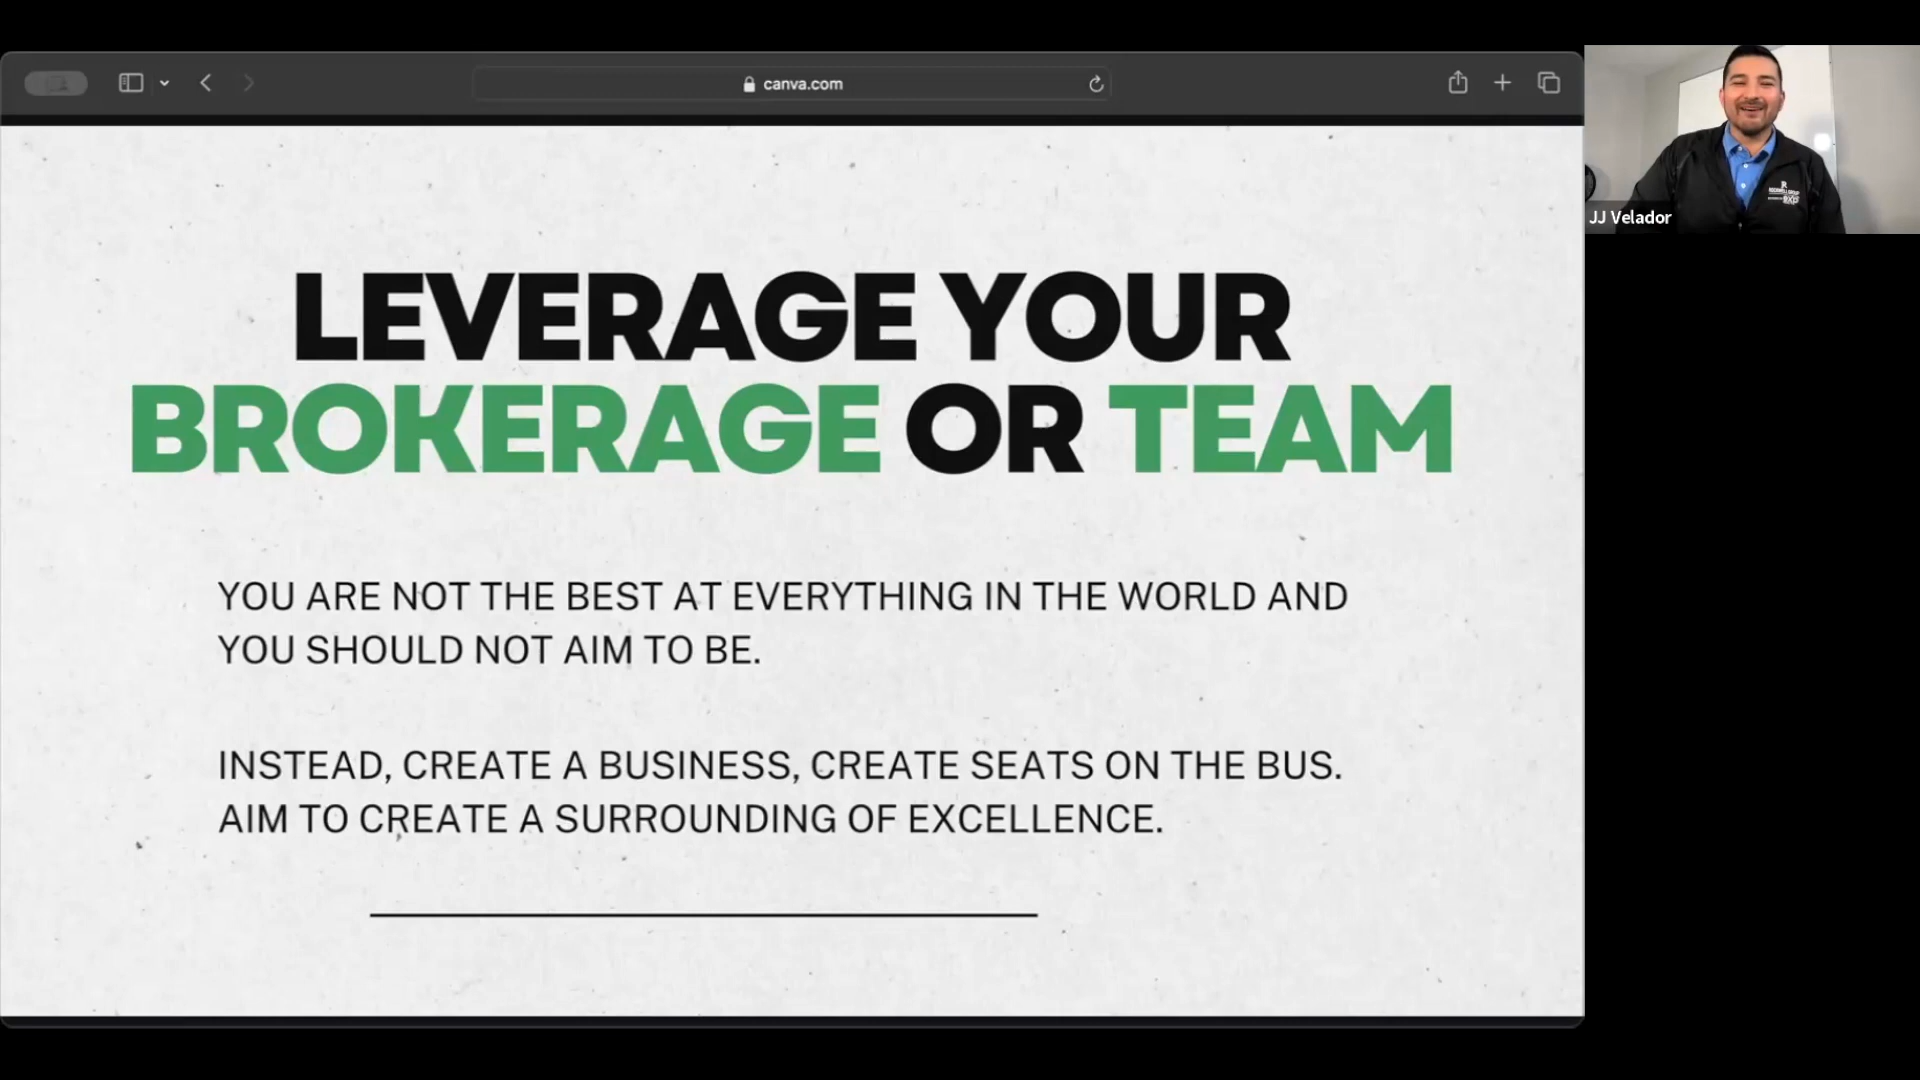 canva.com
LEVERAGE YOUR
BROKERAGE OR TEAM
YOU ARE NOT THE BEST AT EVERYTHING IN THE WORLD AND
YOU SHOULD NOT AIM TO BE.
INSTEAD, CREATE A BUSINESS, CREATE SEATS ON THE BUS.
AIM TO CREATE A SURROUNDING OF EXCELLENCE.
JJ Velador